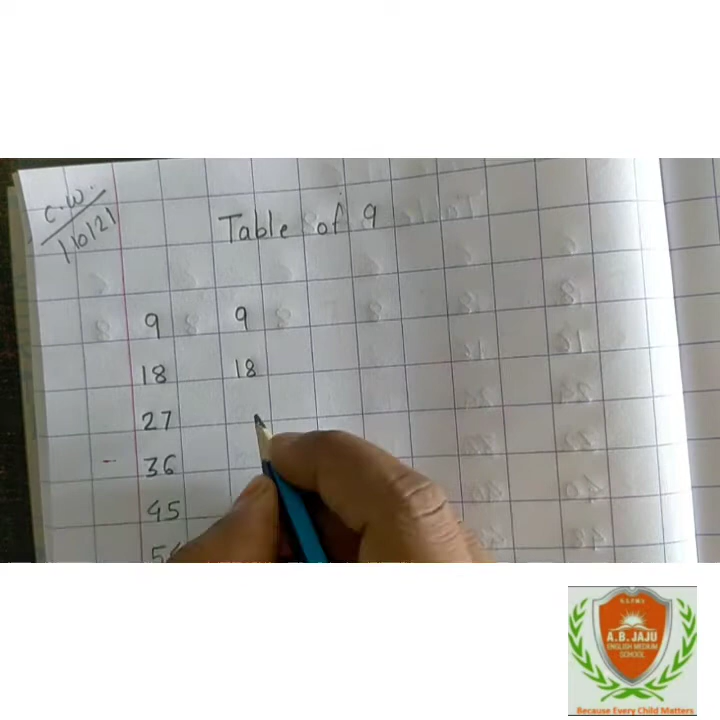 C.W.
1/10/21
Table of 9
9 9
18 18
27
36
45
A.B. JAJU
ENGLISH MEDIUM
SCHOOL
Because Every Child Matters